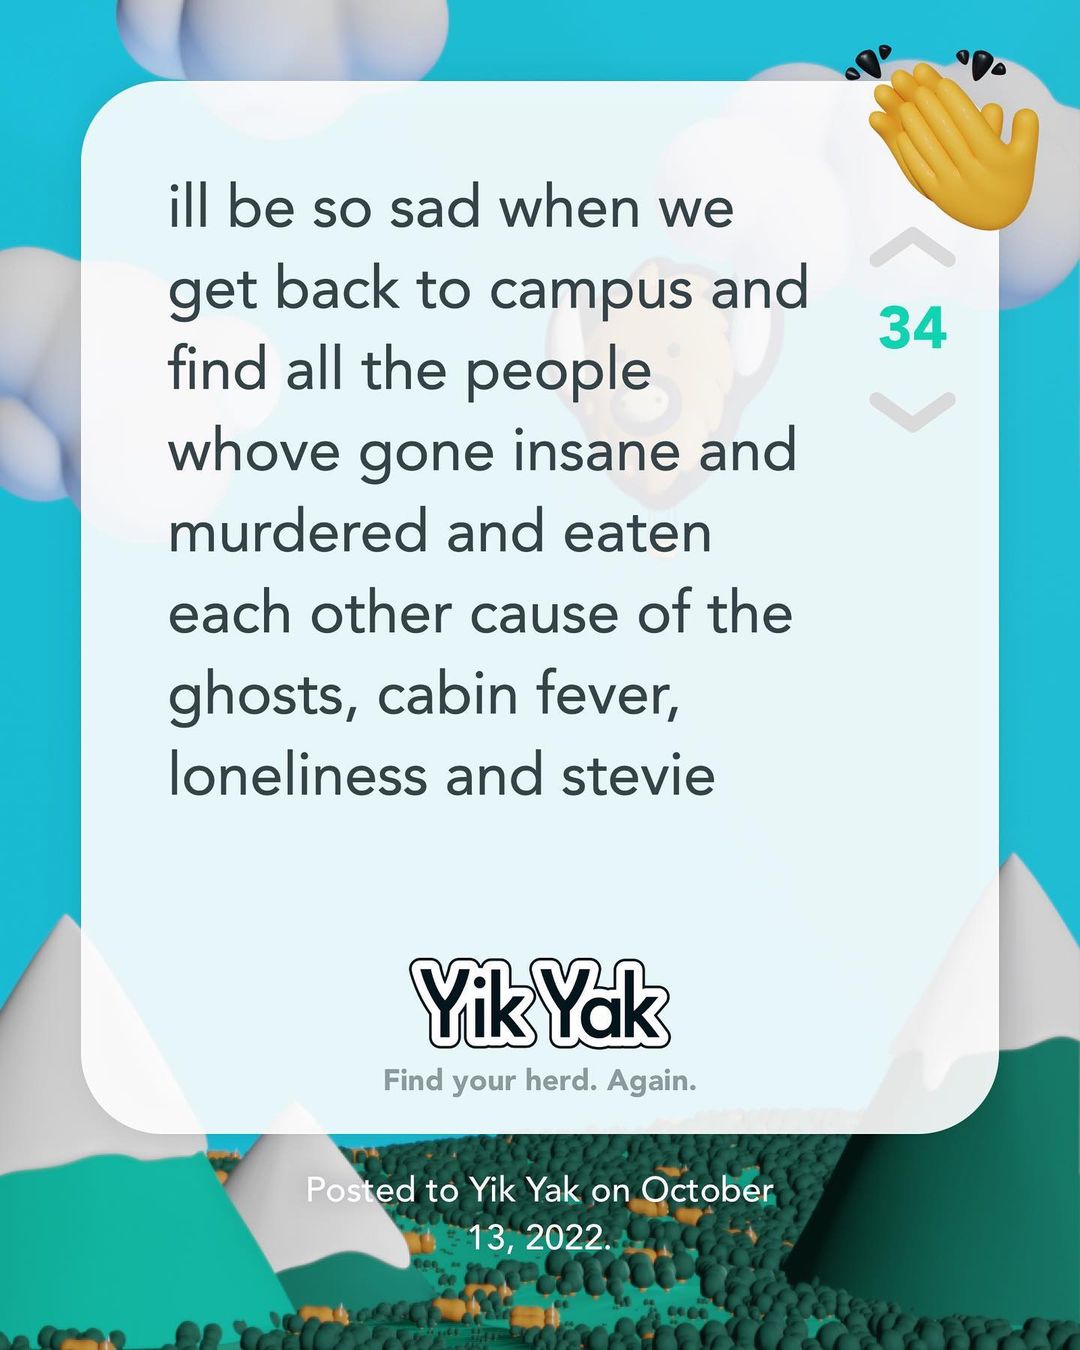 ill be so sad when we
get back to campus and
find all the people
whove gone insane and
murdered and eaten
each other cause of the
ghosts, cabin fever,
loneliness and stevie
34
Yik Yak
Find your herd. Again.
Posted to Yik Yak on October
13, 2022.